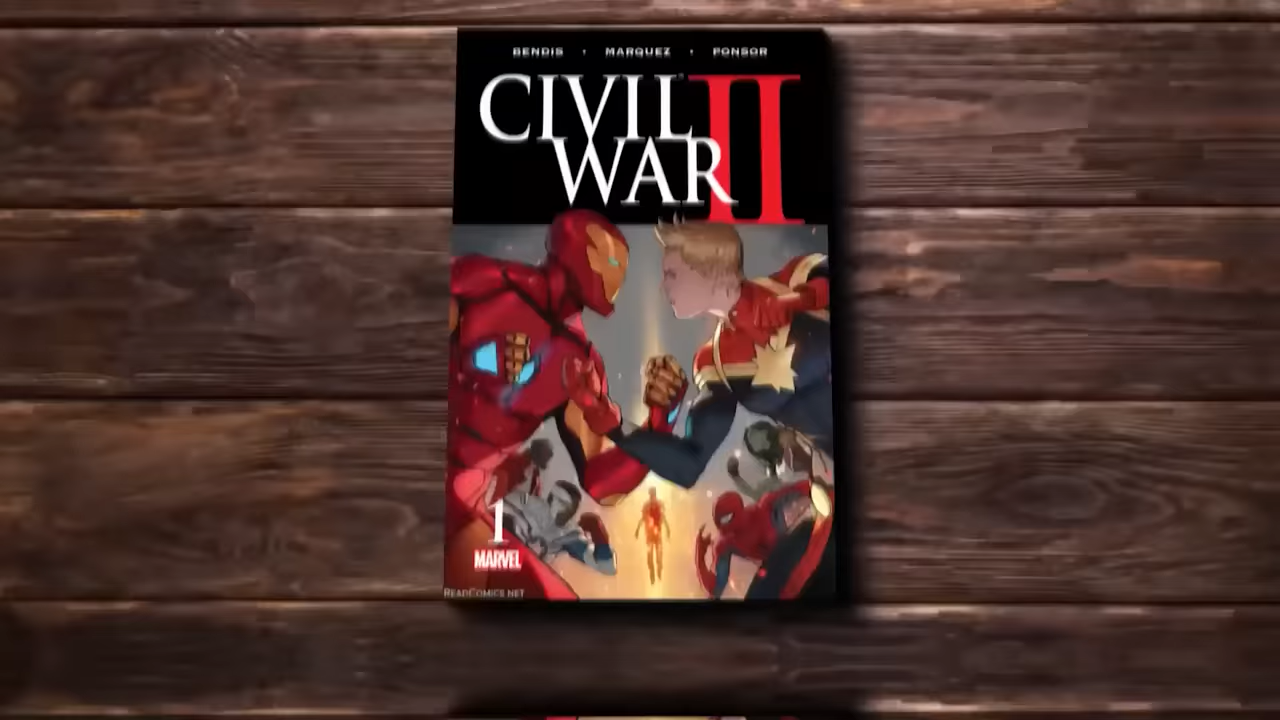 BENDIS · MARQUEZ · PONSOR
CIVIL
WAR II
1
MARVEL
READCOMICS.NET